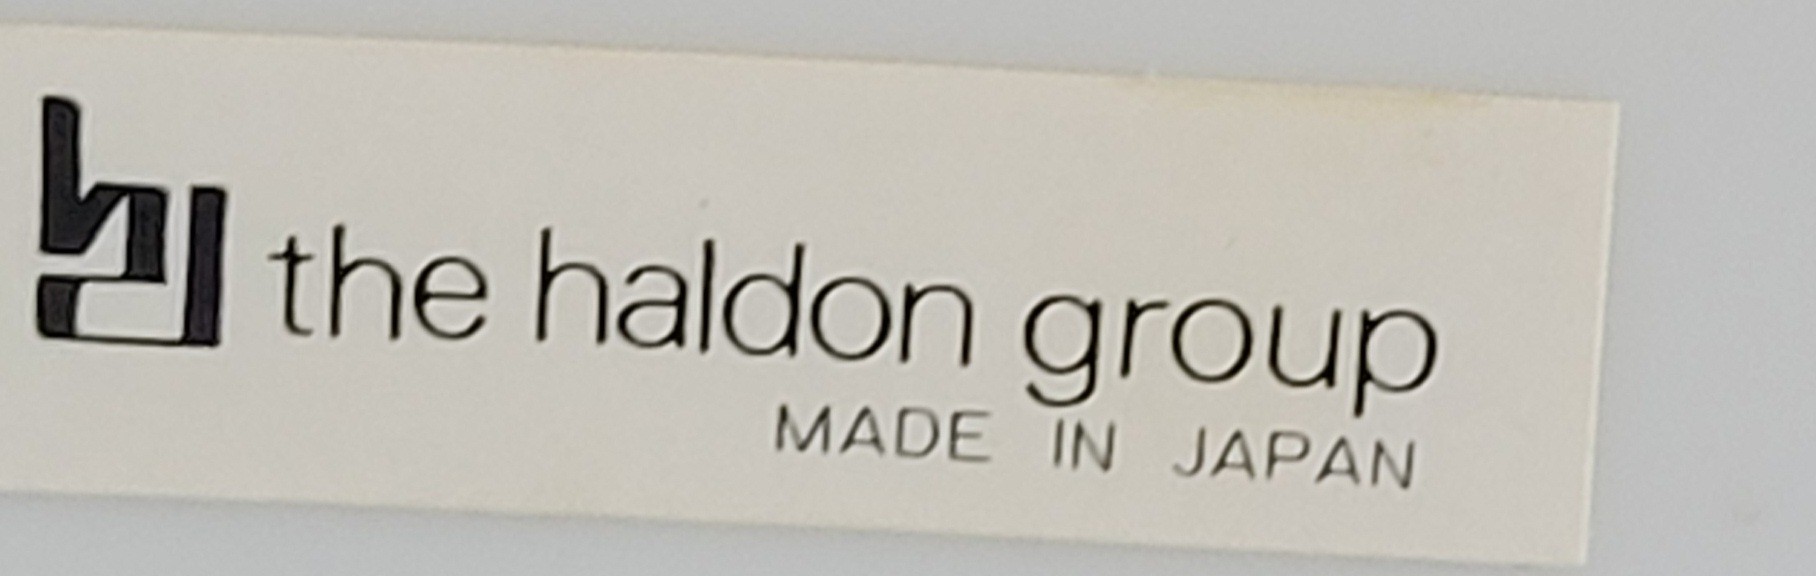 the haldon group
MADE IN JAPAN